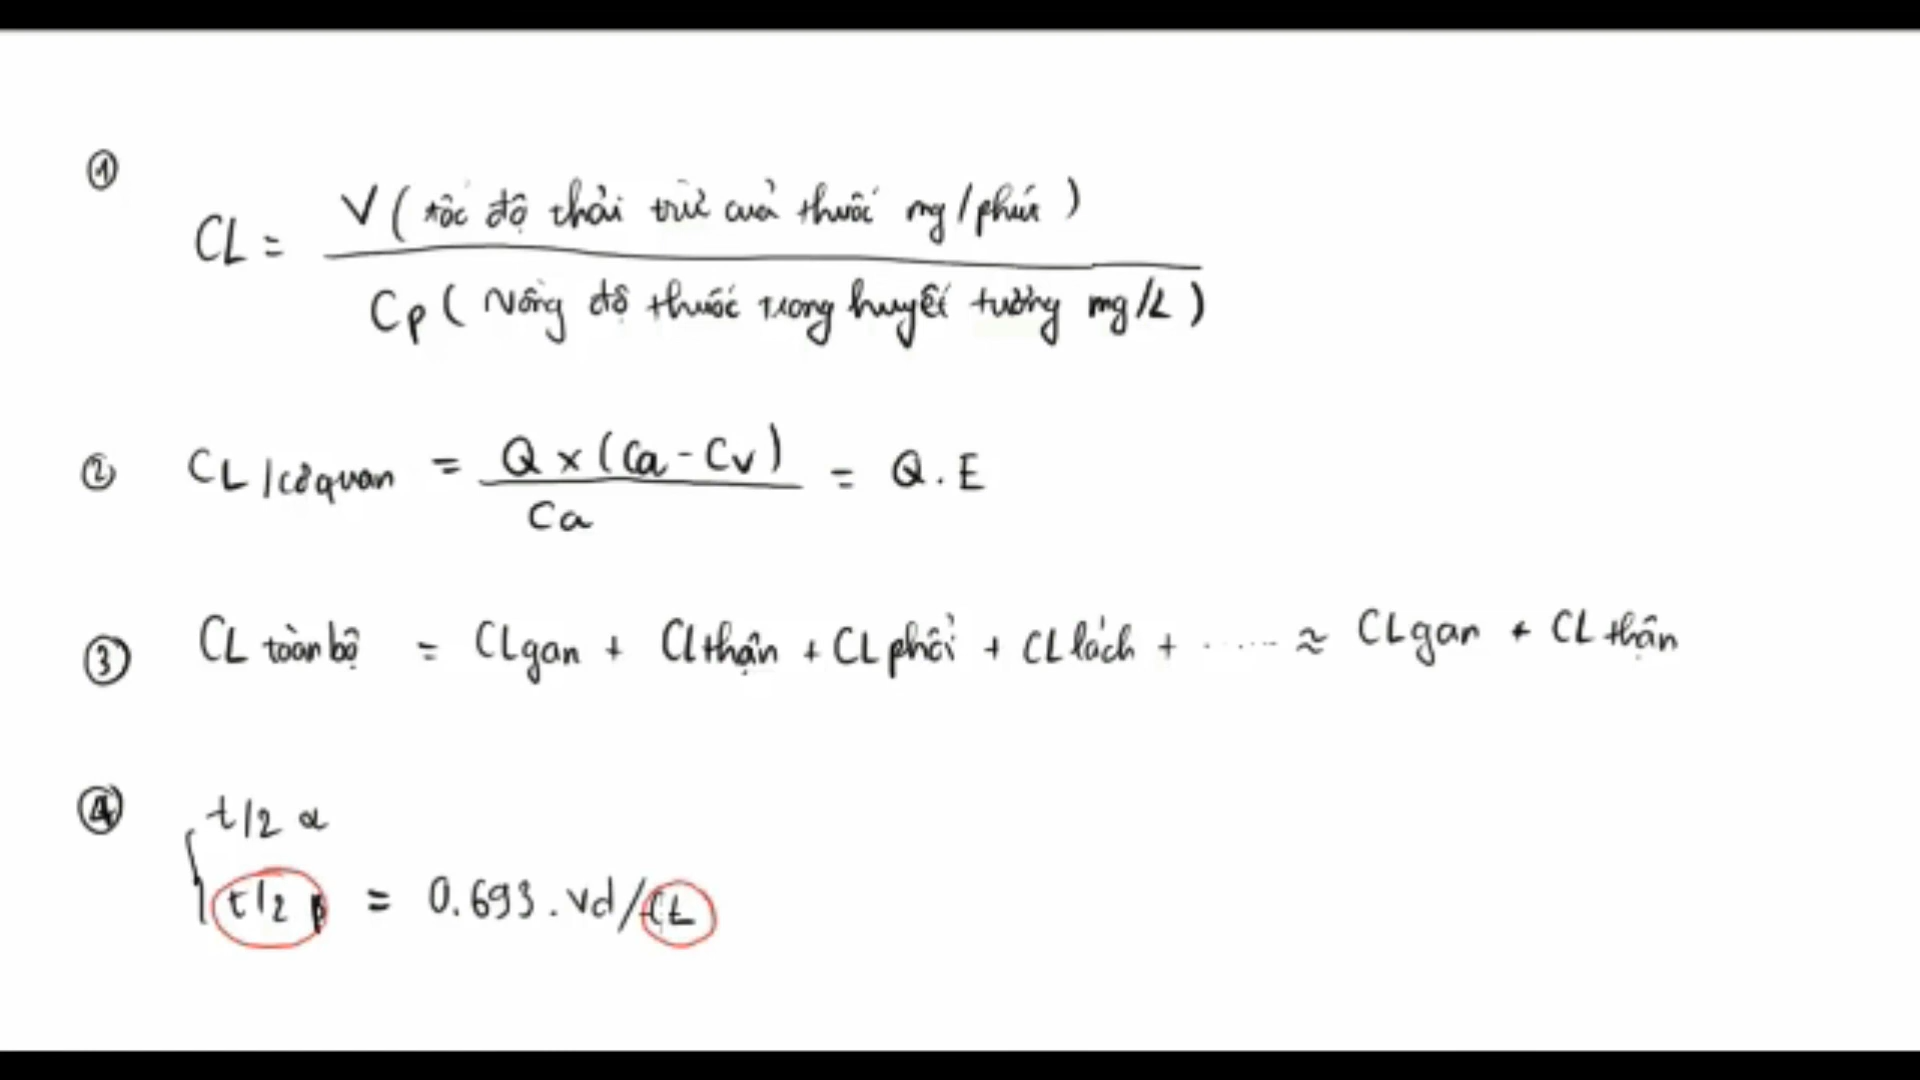 ①
CL = V (tốc độ thải trừ của thuốc mg/phút)
Cp (Nồng độ thuốc trong huyết tương mg/L)
② CL/cơ quan = Q x (Ca - Cv) / Ca = Q . E
③ CL toàn bộ = CLgan + CLthận + CLphổi + CLlách + ..... ≈ CLgan + CLthận
④ t/2 α
t/2 β = 0.693 . Vd/CL